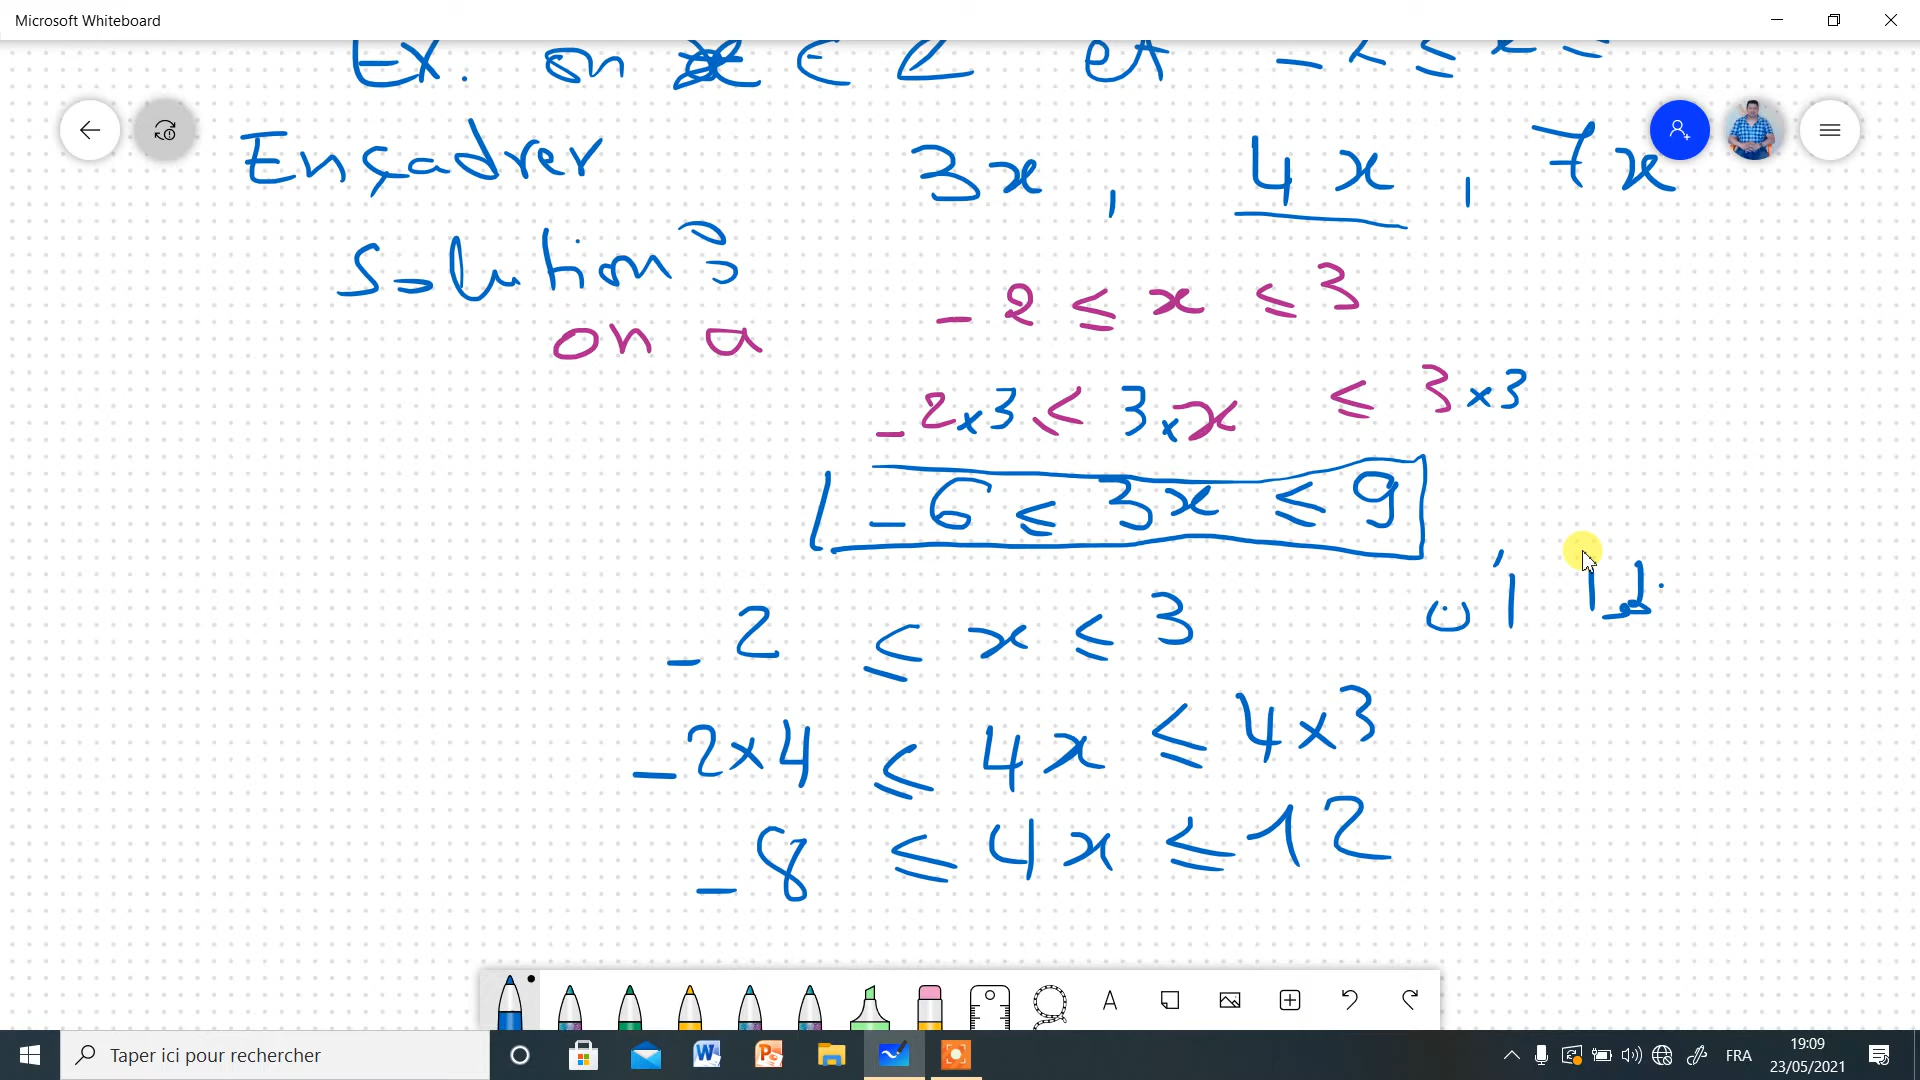 Microsoft Whiteboard
Ex. on x ∈ Z et - 2 ≤ x ≤
Ençadrer 3x, 4x, 7x
Solution :
- 2 ≤ x ≤ 3
on a
- 2 x 3 ≤ 3 x x ≤ 3 x 3
- 6 ≤ 3x ≤ 9
- 2 ≤ x ≤ 3
- 2 x 4 ≤ 4x ≤ 4 x 3
- 8 ≤ 4x ≤ 12
Taper ici pour rechercher
FRA
19:09
23/05/2021